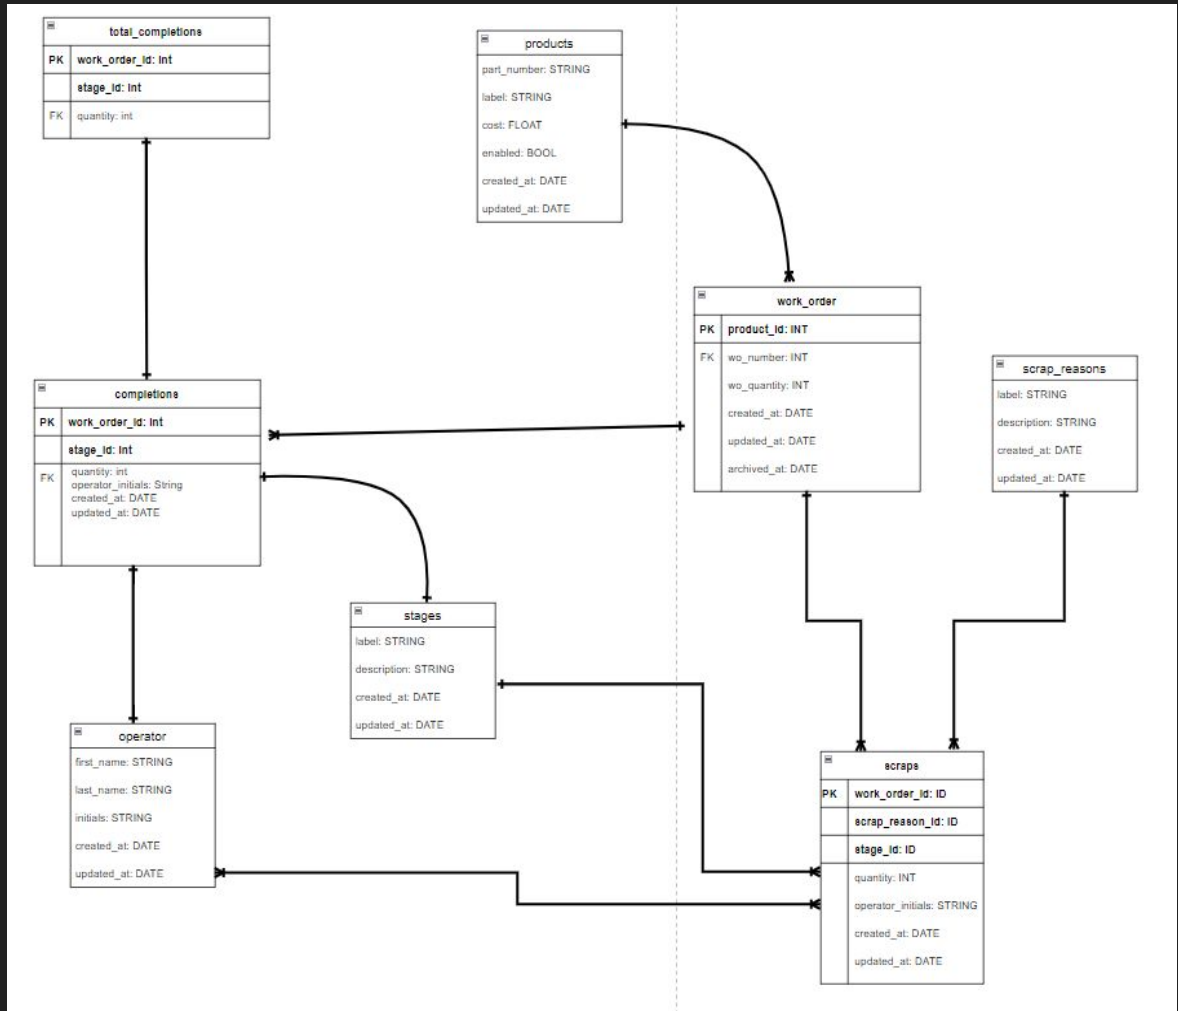 total_completions
PK work_order_id: Int
stage_id: Int
FK quantity: int
products
part_number: STRING
label: STRING
cost: FLOAT
enabled: BOOL
created_at: DATE
updated_at: DATE
work_order
PK product_id: INT
FK wo_number: INT
wo_quantity: INT
created_at: DATE
updated_at: DATE
archived_at: DATE
scrap_reasons
label: STRING
description: STRING
created_at: DATE
updated_at: DATE
completions
PK work_order_id: Int
stage_id: Int
FK quantity: int
operator_initials: String
created_at: DATE
updated_at: DATE
stages
label: STRING
description: STRING
created_at: DATE
updated_at: DATE
operator
first_name: STRING
last_name: STRING
initials: STRING
created_at: DATE
updated_at: DATE
scraps
PK work_order_id: ID
scrap_reason_id: ID
stage_id: ID
quantity: INT
operator_initials: STRING
created_at: DATE
updated_at: DATE